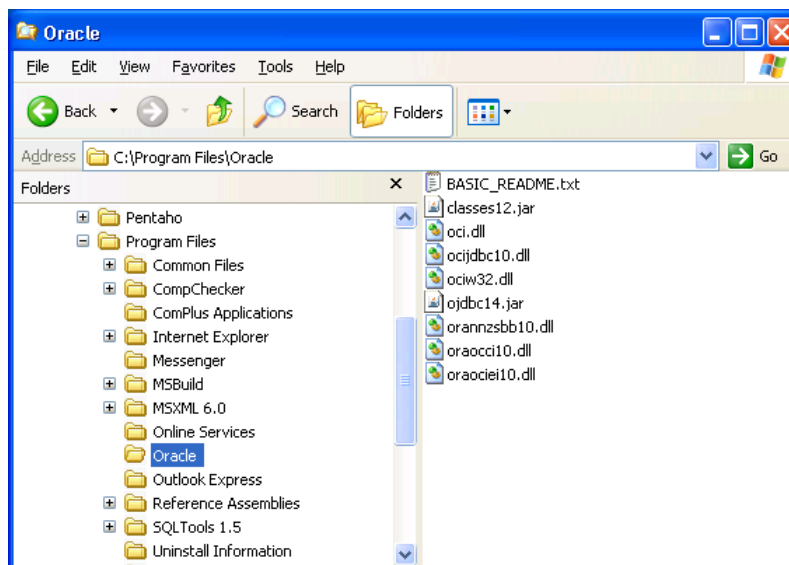 Oracle
File Edit View Favorites Tools Help
Back Search Folders
Address C:\Program Files\Oracle Go
Folders
Pentaho
Program Files
Common Files
CompChecker
ComPlus Applications
Internet Explorer
Messenger
MSBuild
MSXML 6.0
Online Services
Oracle
Outlook Express
Reference Assemblies
SQLTools 1.5
Uninstall Information
BASIC_README.txt
classes12.jar
oci.dll
ocijdbc10.dll
ociw32.dll
ojdbc14.jar
orannzsbb10.dll
oraocci10.dll
oraociei10.dll